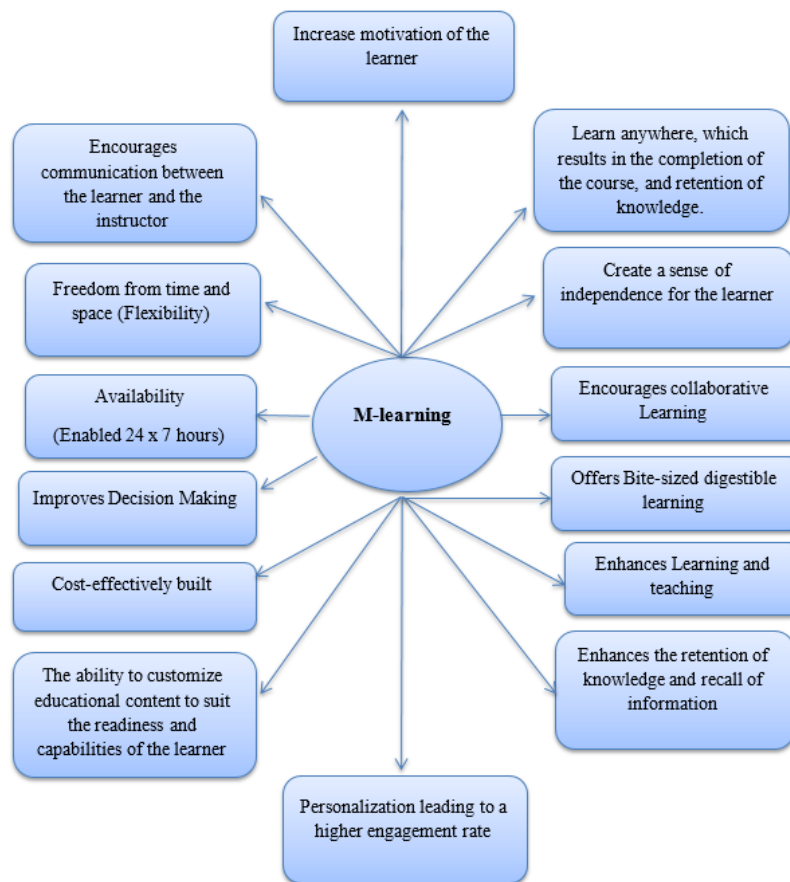 Increase motivation of the
learner
Encourages
communication between
the learner and the
instructor
Learn anywhere, which
results in the completion of
the course, and retention of
knowledge.
Freedom from time and
space (Flexibility)
Create a sense of
independence for the learner
Availability
(Enabled 24 x 7 hours)
M-learning
Encourages collaborative
Learning
Improves Decision Making
Offers Bite-sized digestible
learning
Cost-effectively built
Enhances Learning and
teaching
The ability to customize
educational content to suit
the readiness and
capabilities of the learner
Enhances the retention of
knowledge and recall of
information
Personalization leading to a
higher engagement rate